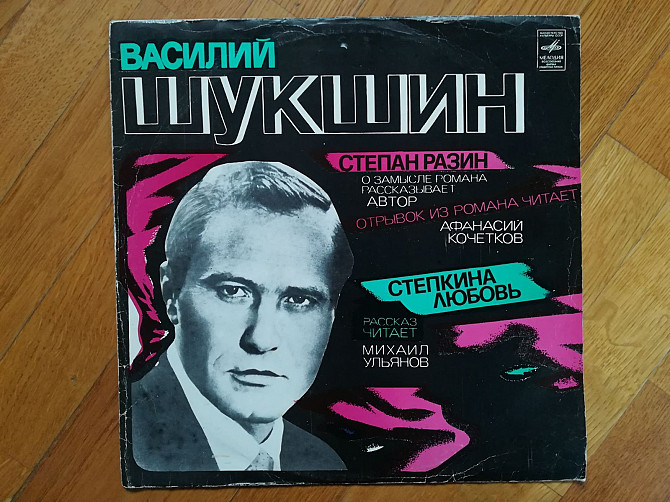 ВАСИЛИЙ
ШУКШИН
МЕЛОДИЯ
СТЕПАН РАЗИН
О ЗАМЫСЛЕ РОМАНА
РАССКАЗЫВАЕТ
АВТОР
ОТРЫВОК ИЗ РОМАНА ЧИТАЕТ
АФАНАСИЙ
КОЧЕТКОВ
СТЕПКИНА
ЛЮБОВЬ
РАССКАЗ
ЧИТАЕТ
МИХАИЛ
УЛЬЯНОВ